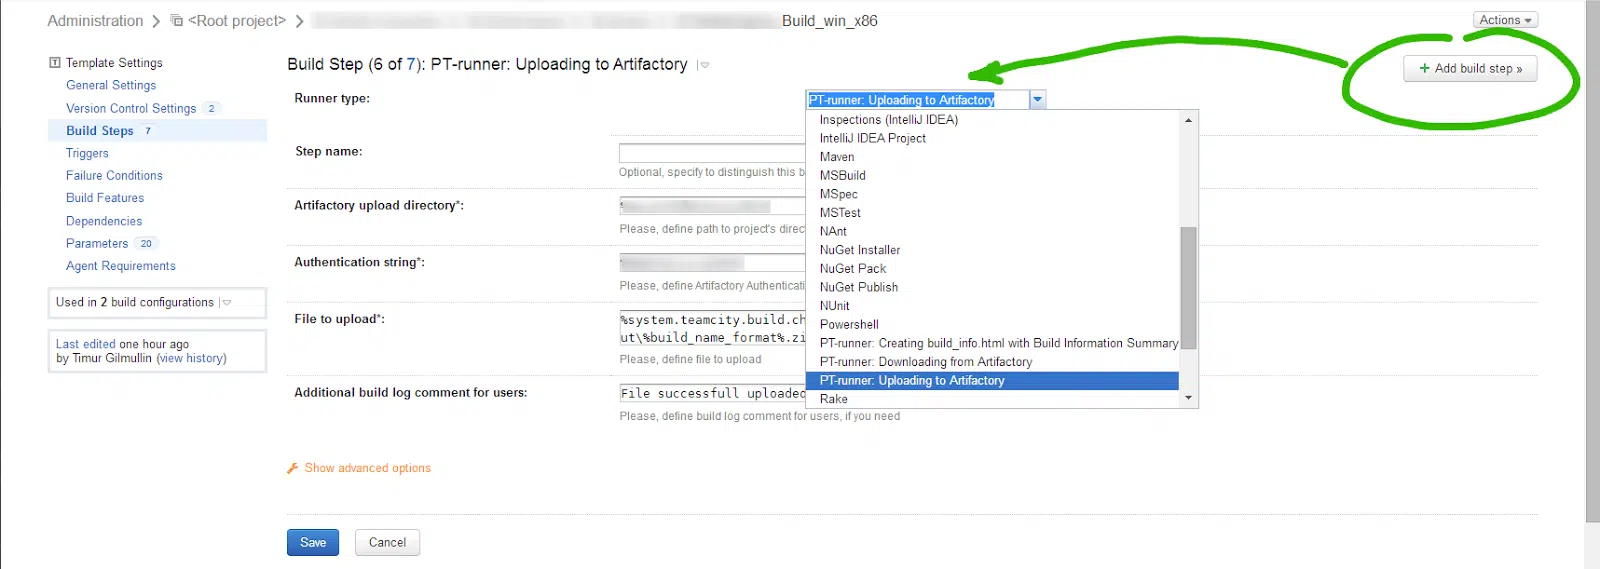 Administration > <Root project> > Build_win_x86
Actions
Template Settings
General Settings
Version Control Settings 2
Build Steps 7
Triggers
Failure Conditions
Build Features
Dependencies
Parameters 20
Agent Requirements
Used in 2 build configurations
Last edited one hour ago
by Timur Gilmullin (view history)
Build Step (6 of 7): PT-runner: Uploading to Artifactory
+ Add build step »
Runner type:
PT-runner: Uploading to Artifactory
Inspections (IntelliJ IDEA)
IntelliJ IDEA Project
Maven
MSBuild
MSpec
MSTest
NAnt
NuGet Installer
NuGet Pack
NuGet Publish
NUnit
Powershell
PT-runner: Creating build_info.html with Build Information Summary
PT-runner: Downloading from Artifactory
PT-runner: Uploading to Artifactory
Rake
Step name:
Optional, specify to distinguish this b
Artifactory upload directory*:
Please, define path to project's direc
Authentication string*:
Please, define Artifactory Authenticati
File to upload*:
%system.teamcity.build.ch
ut\%build_name_format%.zi
Please, define file to upload
Additional build log comment for users:
File successfull uploaded
Please, define build log comment for users, if you need
Show advanced options
Save
Cancel